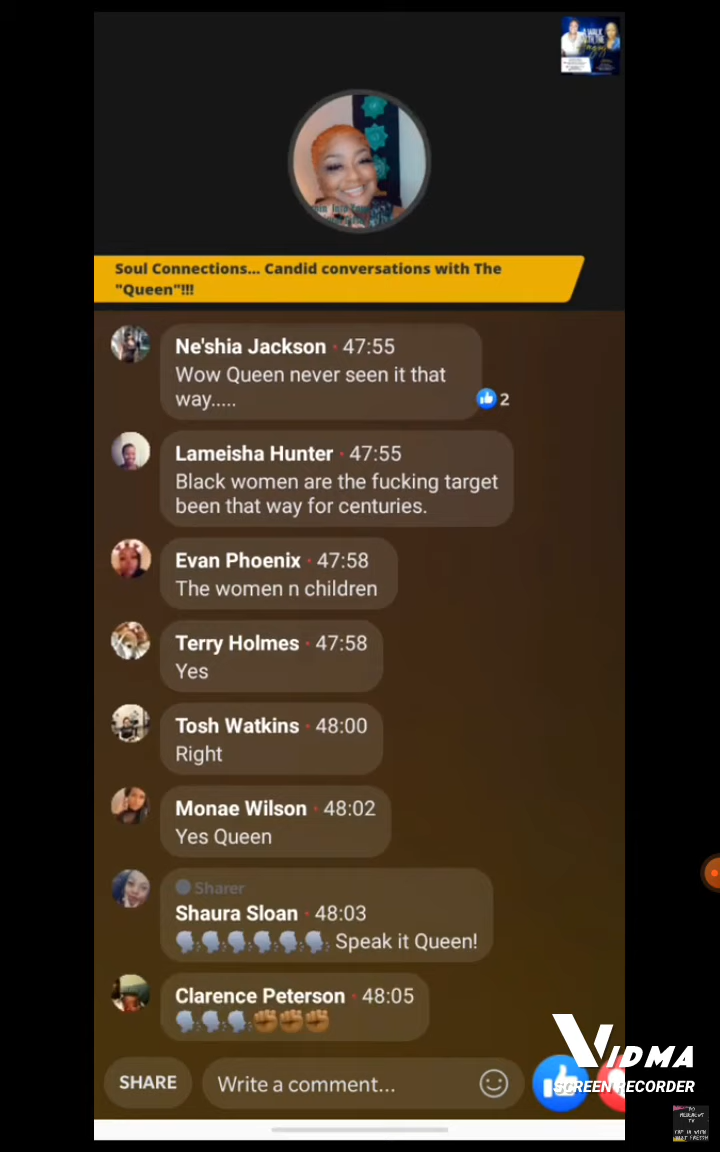 A WALK
WITH THE
Soul Connections... Candid conversations with The
"Queen"!!!
Ne'shia Jackson · 47:55
Wow Queen never seen it that
way.....
2
Lameisha Hunter · 47:55
Black women are the fucking target
been that way for centuries.
Evan Phoenix · 47:58
The women n children
Terry Holmes · 47:58
Yes
Tosh Watkins · 48:00
Right
Monae Wilson · 48:02
Yes Queen
Sharer
Shaura Sloan · 48:03
🗣🗣🗣🗣🗣🗣 Speak it Queen!
Clarence Peterson · 48:05
🗣🗣🗣✊🏾✊🏾✊🏾
SHARE
Write a comment...
VIDMA
SCREEN RECORDER
TV